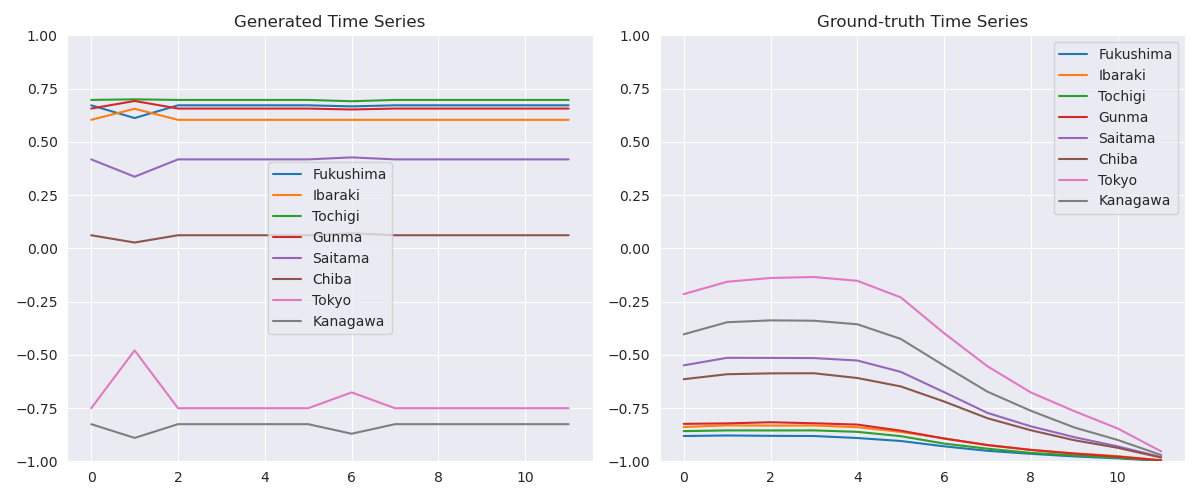 Generated Time Series
1.00
0.75
0.50
0.25
0.00
−0.25
−0.50
−0.75
−1.00
0 2 4 6 8 10
Fukushima
Ibaraki
Tochigi
Gunma
Saitama
Chiba
Tokyo
Kanagawa
Ground-truth Time Series
1.00
0.75
0.50
0.25
0.00
−0.25
−0.50
−0.75
−1.00
0 2 4 6 8 10
Fukushima
Ibaraki
Tochigi
Gunma
Saitama
Chiba
Tokyo
Kanagawa